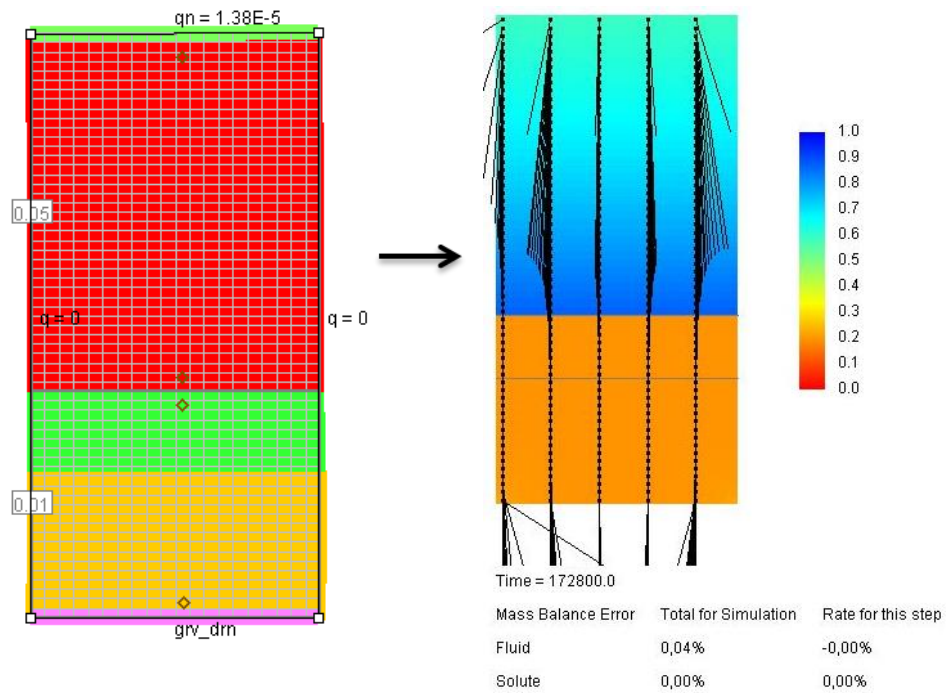 qn = 1.38E-5
0.05
q = 0
q = 0
0.01
grv_drn
1.0
0.9
0.8
0.7
0.6
0.5
0.4
0.3
0.2
0.1
0.0
Time = 172800.0
Mass Balance Error Total for Simulation Rate for this step
Fluid 0,04% -0,00%
Solute 0,00% 0,00%